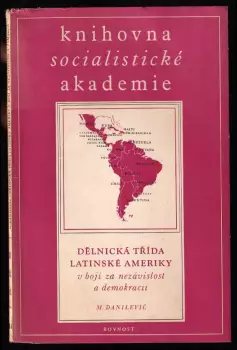 knihovna
socialistické
akademie
DĚLNICKÁ TŘÍDA
LATINSKÉ AMERIKY
v boji za nezávislost
a demokracii
M. DANILEVIČ
ROVNOST